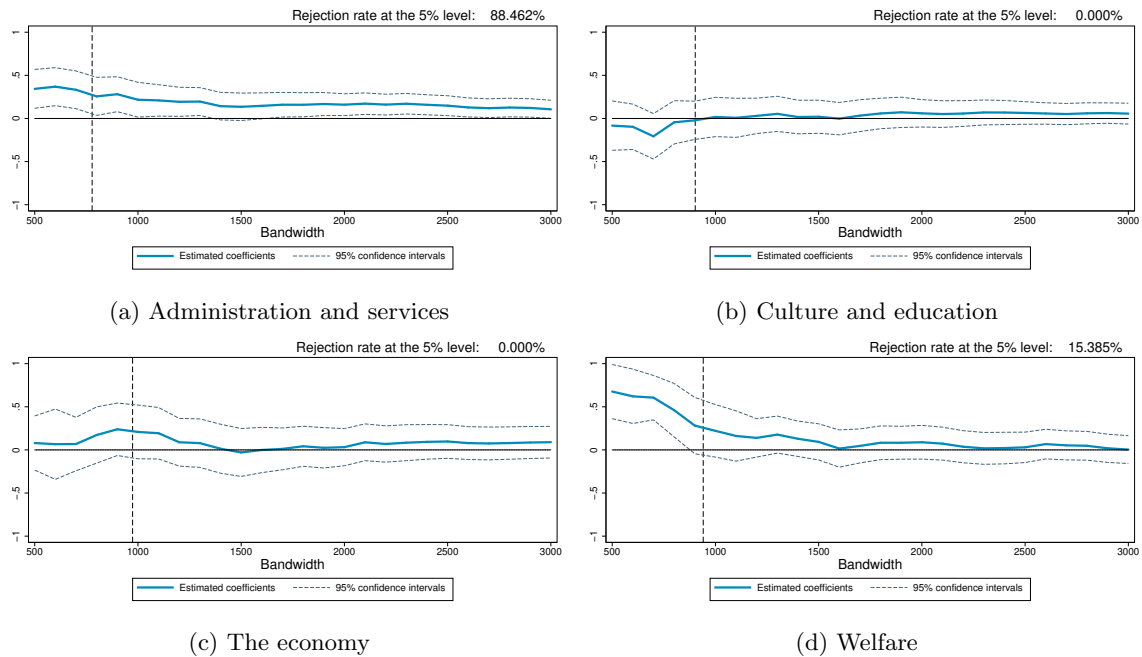 Rejection rate at the 5% level: 88.462%
1
.5
0
-.5
-1
500 1000 1500 2000 2500 3000
Bandwidth
Estimated coefficients 95% confidence intervals
(a) Administration and services
Rejection rate at the 5% level: 0.000%
1
.5
0
-.5
-1
500 1000 1500 2000 2500 3000
Bandwidth
Estimated coefficients 95% confidence intervals
(b) Culture and education
Rejection rate at the 5% level: 0.000%
1
.5
0
-.5
-1
500 1000 1500 2000 2500 3000
Bandwidth
Estimated coefficients 95% confidence intervals
(c) The economy
Rejection rate at the 5% level: 15.385%
1
.5
0
-.5
-1
500 1000 1500 2000 2500 3000
Bandwidth
Estimated coefficients 95% confidence intervals
(d) Welfare